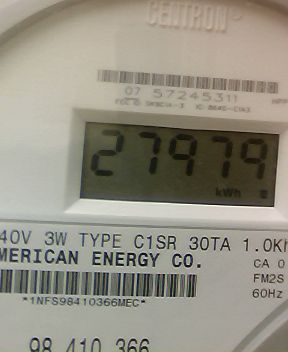 CENTRON®
07 57245311
27979
kWh
40V 3W TYPE C1SR 30TA 1.0Kh
MERICAN ENERGY CO.
CA 0
FM2S
*1NFS98410366MEC*
60Hz
98 410 366